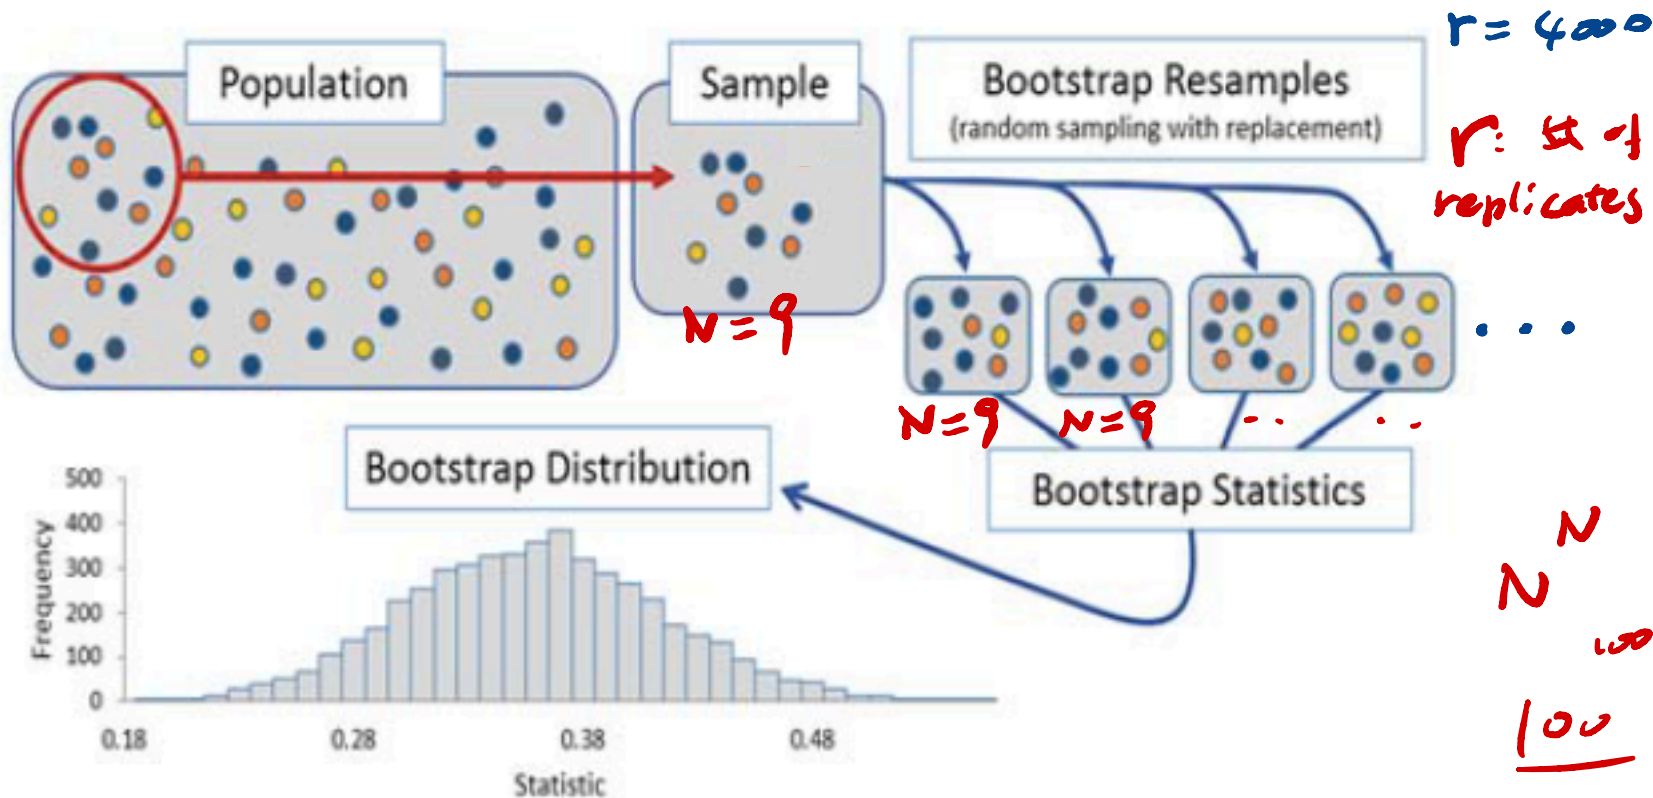 r = 4000
Population
Sample
Bootstrap Resamples
(random sampling with replacement)
r: # of
replicates
N = 9
N=9
N=9
..
..
...
Bootstrap Distribution
Bootstrap Statistics
500
400
300
200
100
0
Frequency
0.18
0.28
0.38
0.48
Statistic
N^N
100^100